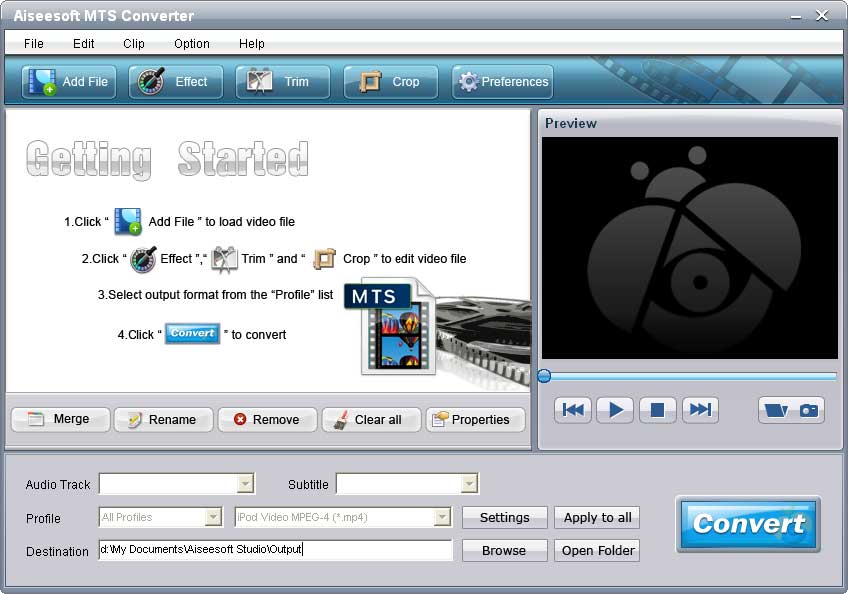 Aiseesoft MTS Converter
File Edit Clip Option Help
Add File Effect Trim Crop Preferences
Getting Started
1.Click “ Add File ” to load video file
2.Click “ Effect ”,“ Trim ” and “ Crop ” to edit video file
3.Select output format from the “Profile” list
MTS
4.Click “ Convert ” to convert
Merge Rename Remove Clear all Properties
Preview
Audio Track Subtitle
Profile All Profiles iPod Video MPEG-4 (*.mp4) Settings Apply to all
Destination d:\My Documents\Aiseesoft Studio\Output Browse Open Folder
Convert